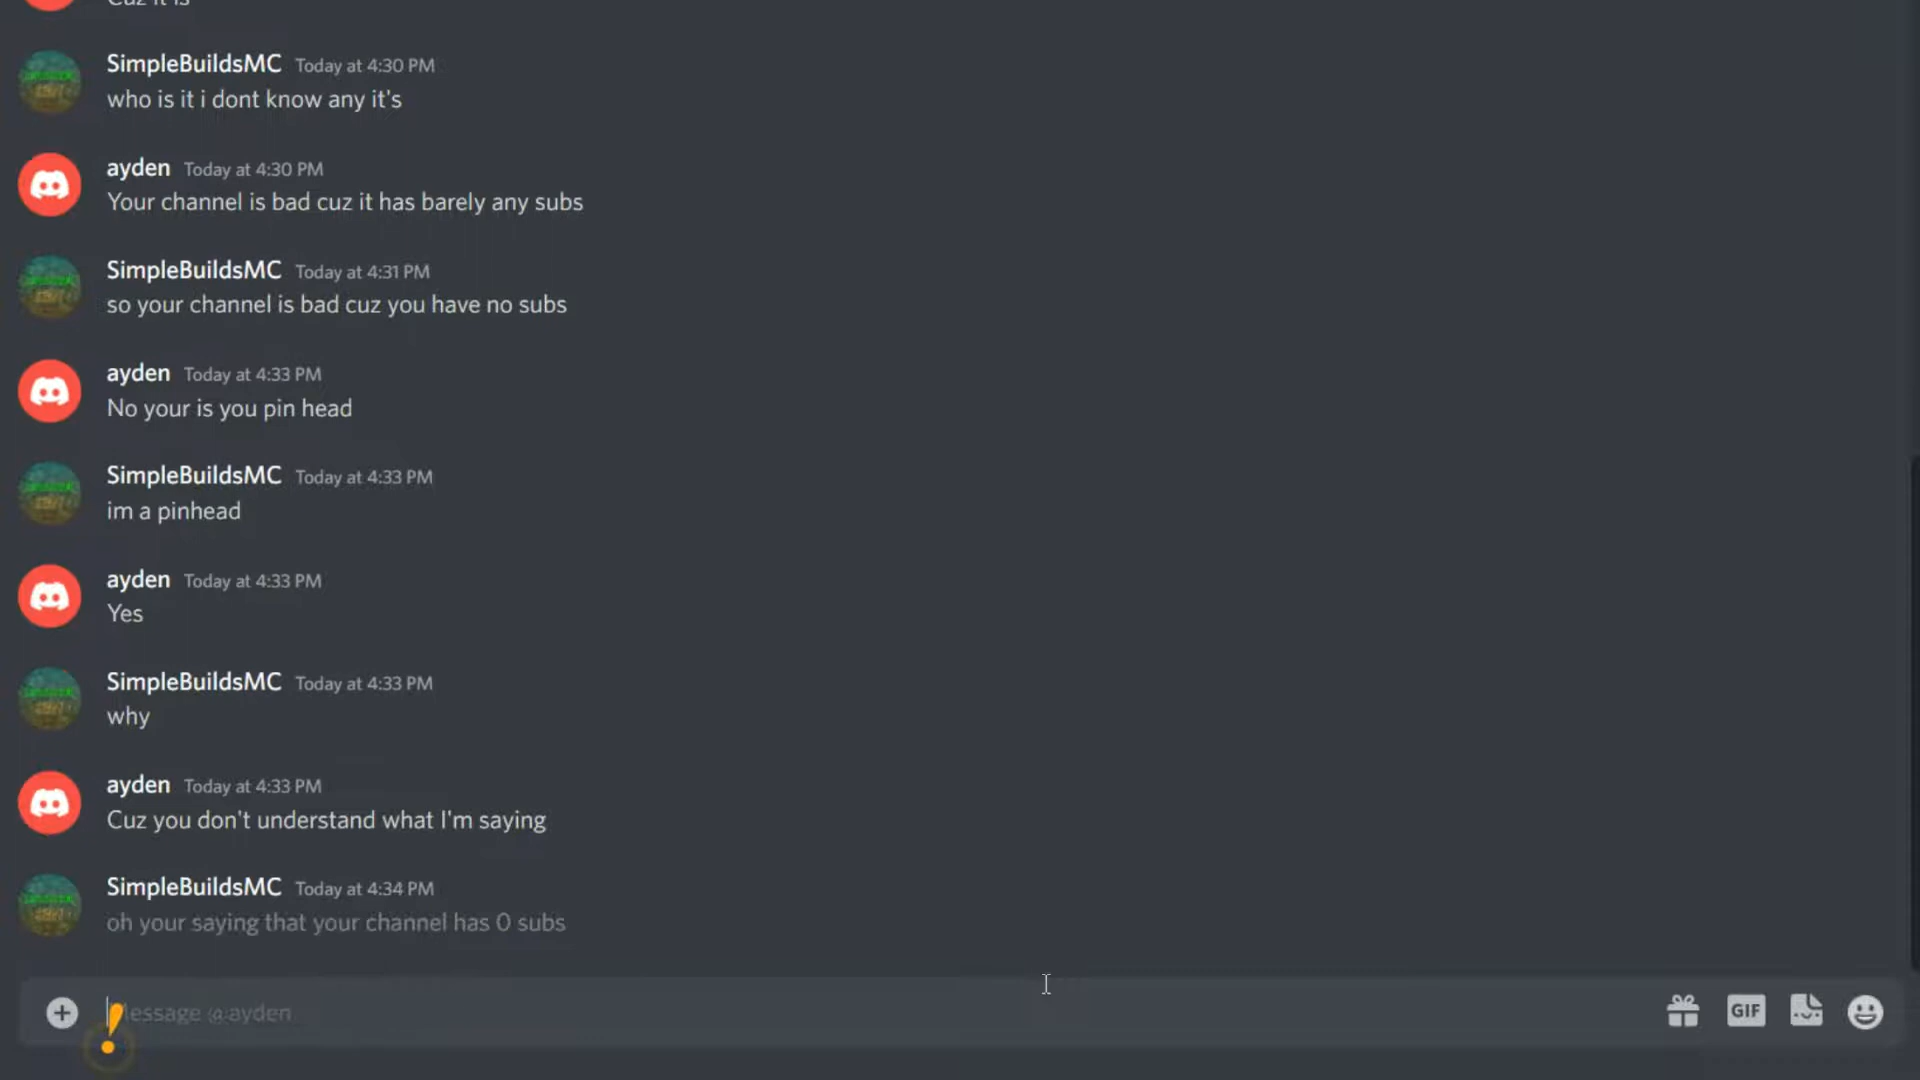 Cuz it is
SimpleBuildsMC Today at 4:30 PM
who is it i dont know any it's
ayden Today at 4:30 PM
Your channel is bad cuz it has barely any subs
SimpleBuildsMC Today at 4:31 PM
so your channel is bad cuz you have no subs
ayden Today at 4:33 PM
No your is you pin head
SimpleBuildsMC Today at 4:33 PM
im a pinhead
ayden Today at 4:33 PM
Yes
SimpleBuildsMC Today at 4:33 PM
why
ayden Today at 4:33 PM
Cuz you don't understand what I'm saying
SimpleBuildsMC Today at 4:34 PM
oh your saying that your channel has 0 subs
Message @ayden
GIF